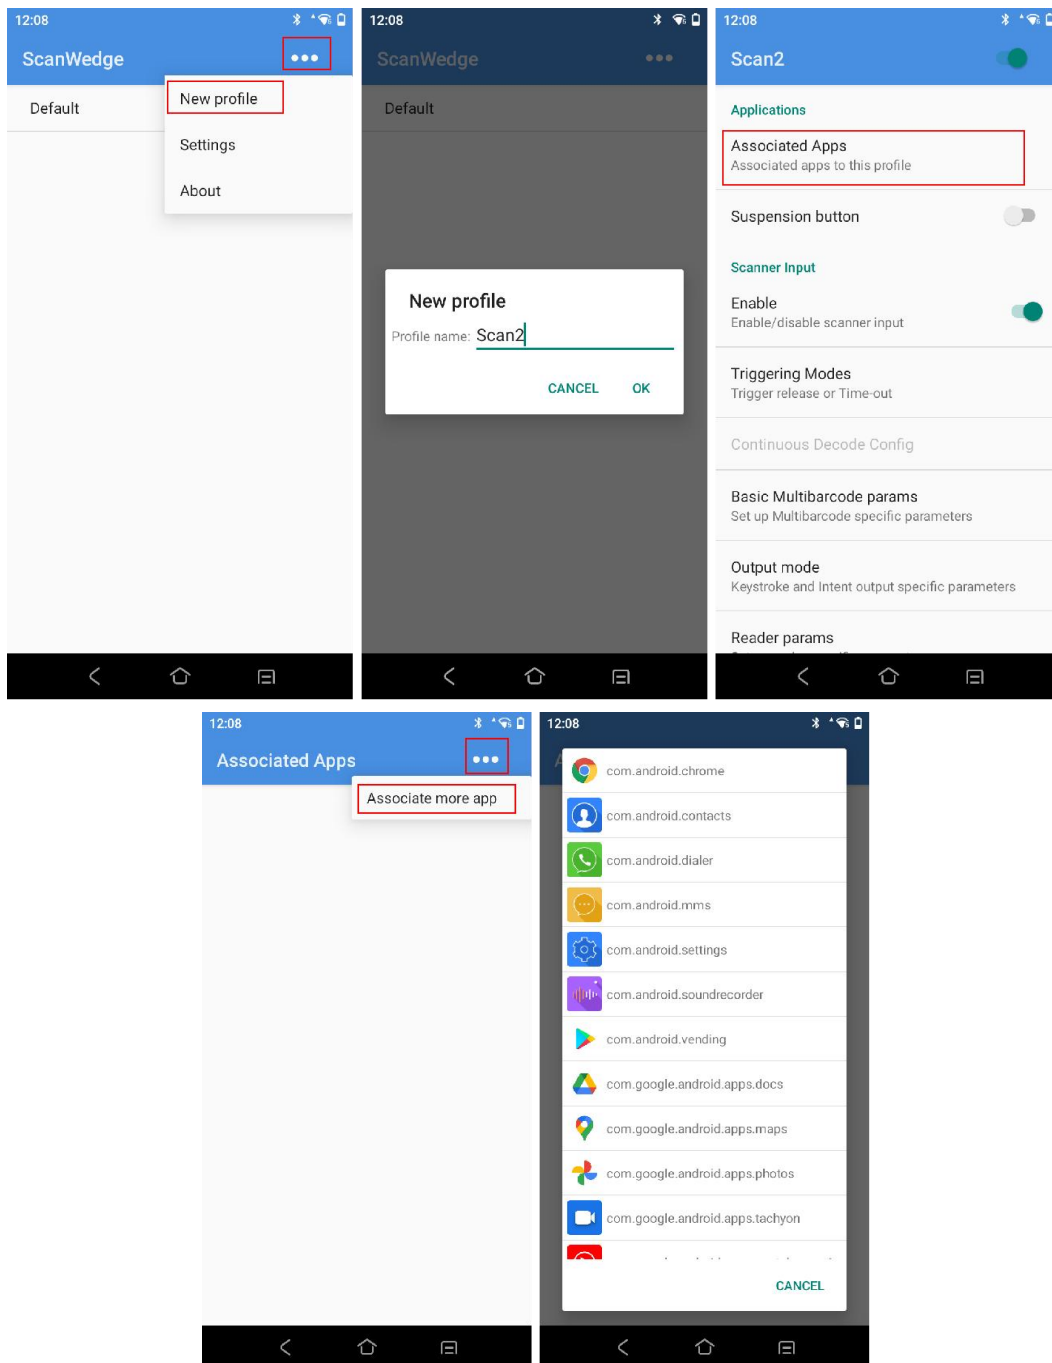 12:08
ScanWedge
Default
New profile
Settings
About
12:08
ScanWedge
Default
New profile
Profile name: Scan2
CANCEL OK
12:08
Scan2
Applications
Associated Apps
Associated apps to this profile
Suspension button
Scanner Input
Enable
Enable/disable scanner input
Triggering Modes
Trigger release or Time-out
Continuous Decode Config
Basic Multibarcode params
Set up Multibarcode specific parameters
Output mode
Keystroke and Intent output specific parameters
Reader params
12:08
Associated Apps
Associate more app
12:08
com.android.chrome
com.android.contacts
com.android.dialer
com.android.mms
com.android.settings
com.android.soundrecorder
com.android.vending
com.google.android.apps.docs
com.google.android.apps.maps
com.google.android.apps.photos
com.google.android.apps.tachyon
CANCEL